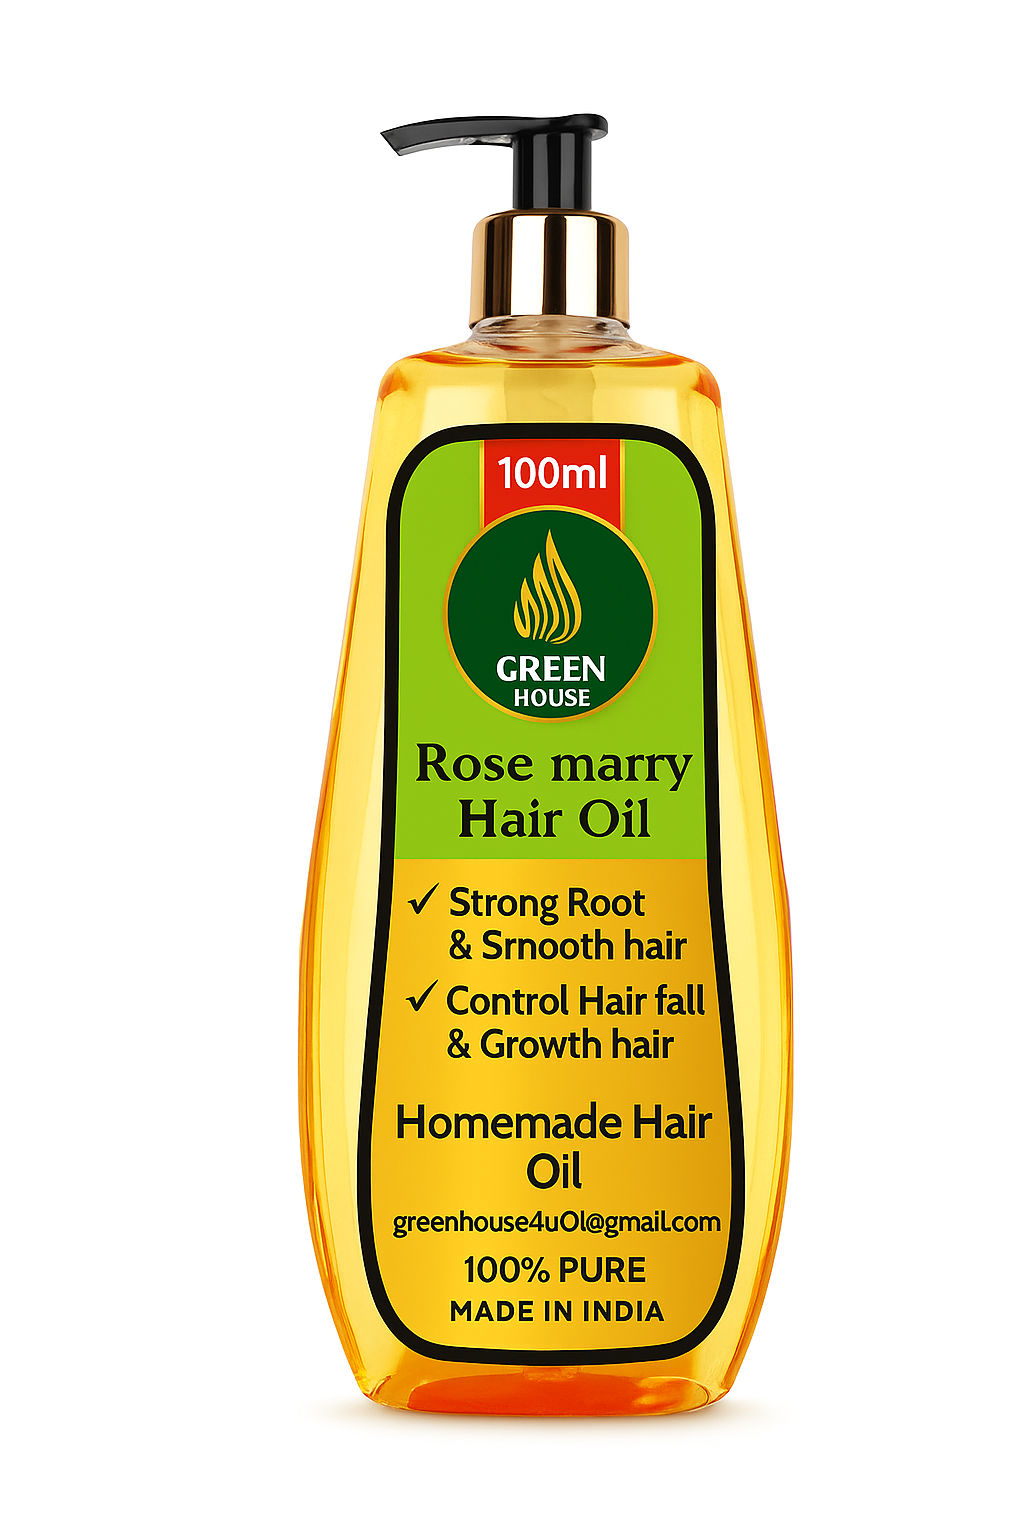 100ml
GREEN
HOUSE
Rose marry
Hair Oil
✓ Strong Root
& Srnooth hair
✓ Control Hair fall
& Growth hair
Homemade Hair
Oil
greenhouse4uOl@gmail.com
100% PURE
MADE IN INDIA